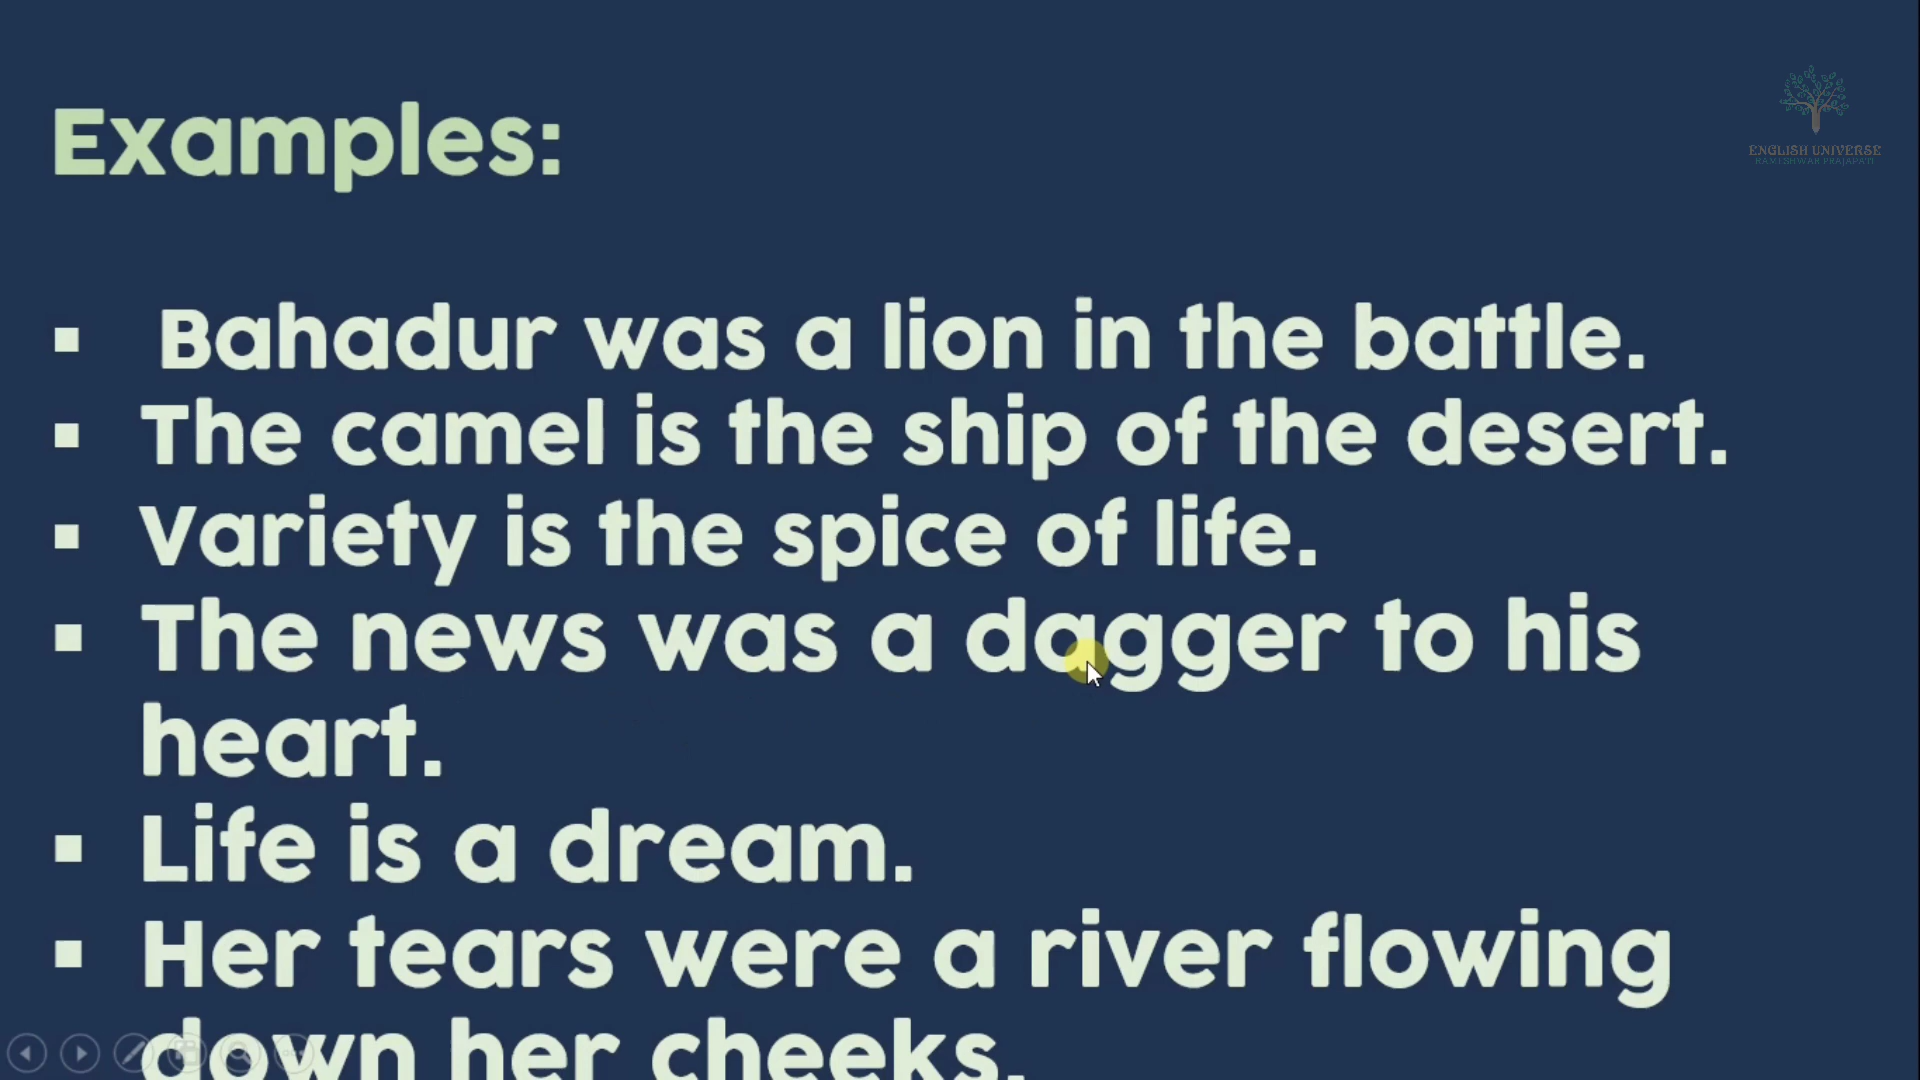 Examples:
ENGLISH UNIVERSE
RAMESHWAR PRAJAPATI
▪ Bahadur was a lion in the battle.
▪ The camel is the ship of the desert.
▪ Variety is the spice of life.
▪ The news was a dagger to his
heart.
▪ Life is a dream.
▪ Her tears were a river flowing
down her cheeks.